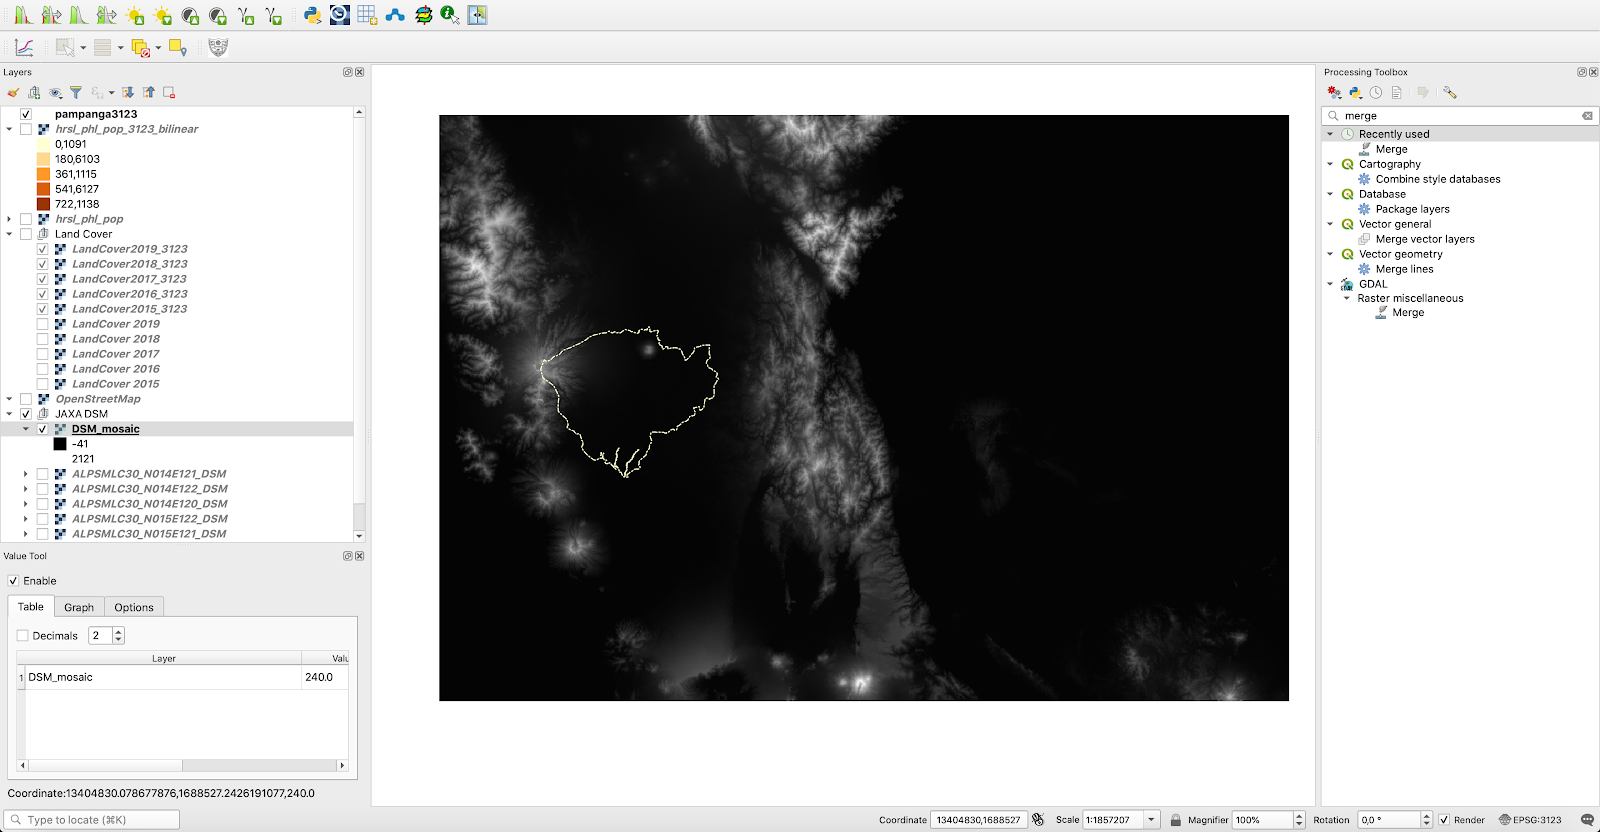 Layers
pampanga3123
hrsl_phl_pop_3123_bilinear
0,1091
180,6103
361,1115
541,6127
722,1138
hrsl_phl_pop
Land Cover
LandCover2019_3123
LandCover2018_3123
LandCover2017_3123
LandCover2016_3123
LandCover2015_3123
LandCover 2019
LandCover 2018
LandCover 2017
LandCover 2016
LandCover 2015
OpenStreetMap
JAXA DSM
DSM_mosaic
-41
2121
ALPSMLC30_N014E121_DSM
ALPSMLC30_N014E122_DSM
ALPSMLC30_N014E120_DSM
ALPSMLC30_N015E122_DSM
ALPSMLC30_N015E121_DSM
Value Tool
Enable
Table Graph Options
Decimals 2
Layer Valu
1 DSM_mosaic 240.0
Coordinate:13404830.078677876,1688527.2426191077,240.0
Processing Toolbox
merge
Recently used
Merge
Cartography
Combine style databases
Database
Package layers
Vector general
Merge vector layers
Vector geometry
Merge lines
GDAL
Raster miscellaneous
Merge
Type to locate (⌘K) Coordinate 13404830,1688527 Scale 1:1857207 Magnifier 100% Rotation 0,0 ° Render EPSG:3123